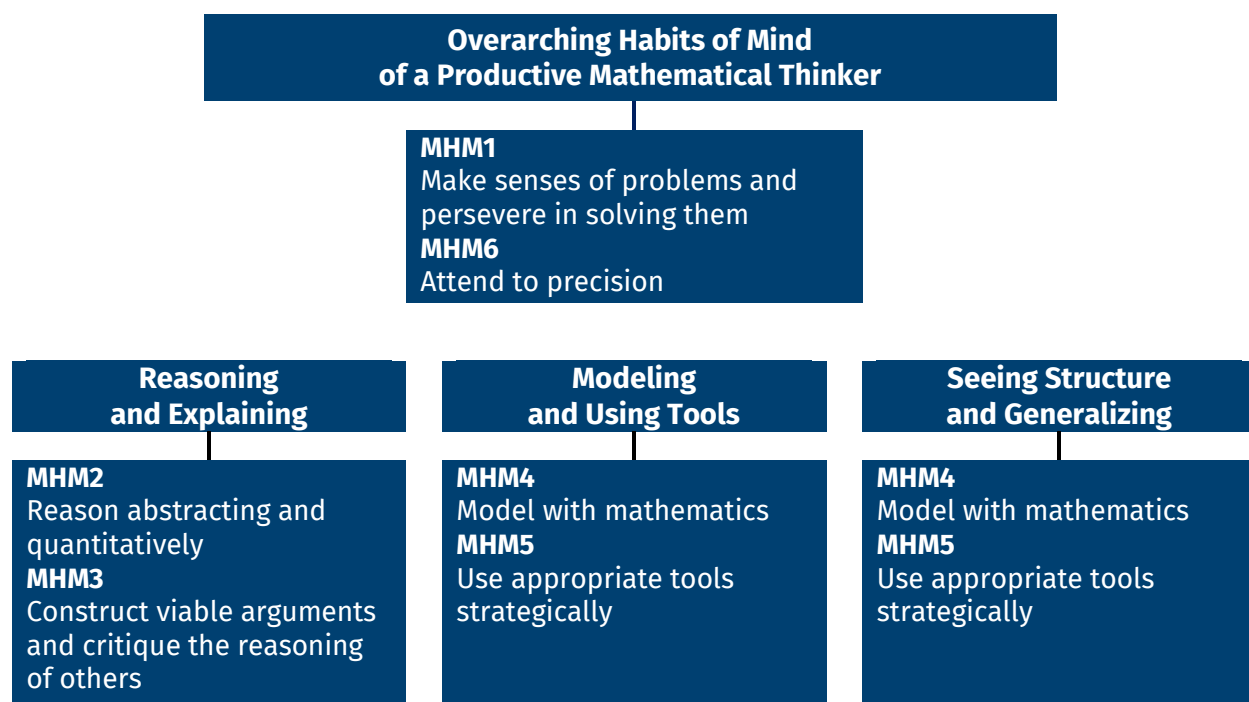 Overarching Habits of Mind
of a Productive Mathematical Thinker
MHM1
Make senses of problems and
persevere in solving them
MHM6
Attend to precision
Reasoning
and Explaining
MHM2
Reason abstracting and
quantitatively
MHM3
Construct viable arguments
and critique the reasoning
of others
Modeling
and Using Tools
MHM4
Model with mathematics
MHM5
Use appropriate tools
strategically
Seeing Structure
and Generalizing
MHM4
Model with mathematics
MHM5
Use appropriate tools
strategically